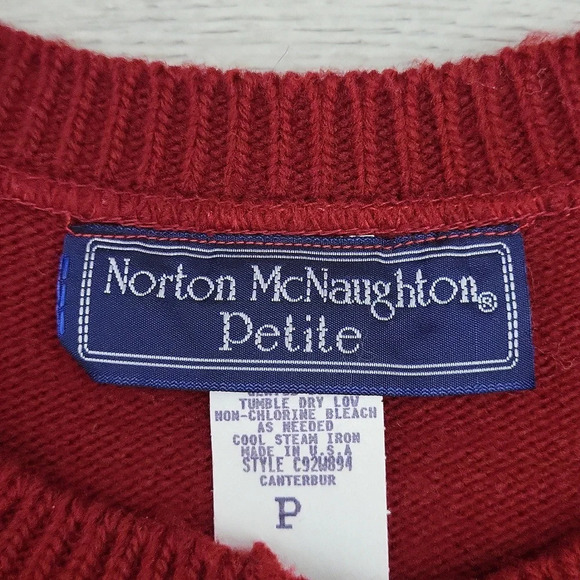 Norton McNaughton®
Petite
TUMBLE DRY LOW
NON-CHLORINE BLEACH
AS NEEDED
COOL STEAM IRON
MADE IN U.S.A
STYLE C92W894
CANTERBUR
P